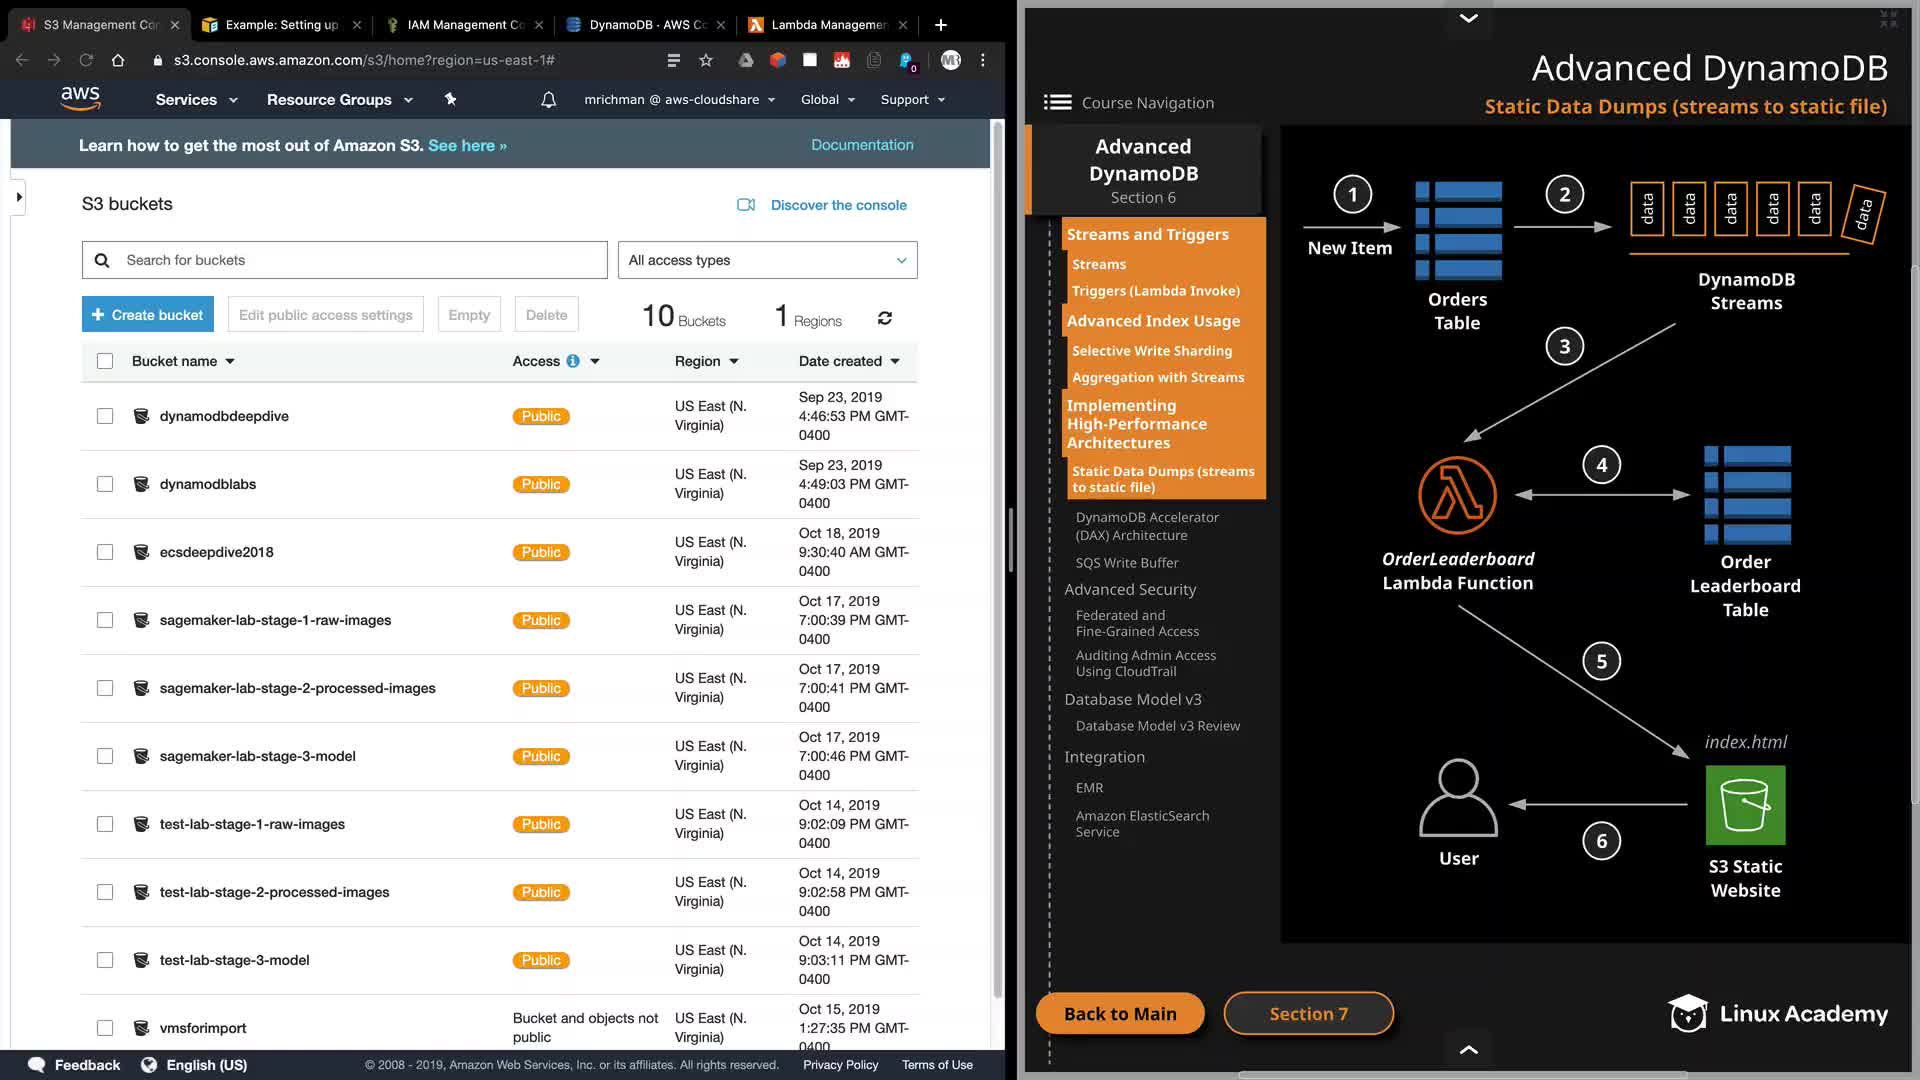 S3 Management Con
Example: Setting up
IAM Management Co
DynamoDB · AWS Co
Lambda Management
s3.console.aws.amazon.com/s3/home?region=us-east-1#
0
aws
Services
Resource Groups
mrichman @ aws-cloudshare
Global
Support
Learn how to get the most out of Amazon S3. See here »
Documentation
S3 buckets
Discover the console
Search for buckets
All access types
+ Create bucket
Edit public access settings
Empty
Delete
10 Buckets
1 Regions
Bucket name
Access
Region
Date created
dynamodbdeepdive
Public
US East (N.
Virginia)
Sep 23, 2019
4:46:53 PM GMT-
0400
dynamodblabs
Public
US East (N.
Virginia)
Sep 23, 2019
4:49:03 PM GMT-
0400
ecsdeepdive2018
Public
US East (N.
Virginia)
Oct 18, 2019
9:30:40 AM GMT-
0400
sagemaker-lab-stage-1-raw-images
Public
US East (N.
Virginia)
Oct 17, 2019
7:00:39 PM GMT-
0400
sagemaker-lab-stage-2-processed-images
Public
US East (N.
Virginia)
Oct 17, 2019
7:00:41 PM GMT-
0400
sagemaker-lab-stage-3-model
Public
US East (N.
Virginia)
Oct 17, 2019
7:00:46 PM GMT-
0400
test-lab-stage-1-raw-images
Public
US East (N.
Virginia)
Oct 14, 2019
9:02:09 PM GMT-
0400
test-lab-stage-2-processed-images
Public
US East (N.
Virginia)
Oct 14, 2019
9:02:58 PM GMT-
0400
test-lab-stage-3-model
Public
US East (N.
Virginia)
Oct 14, 2019
9:03:11 PM GMT-
0400
vmsforimport
Bucket and objects not
public
US East (N.
Virginia)
Oct 15, 2019
1:27:35 PM GMT-
0400
Feedback
English (US)
© 2008 - 2019, Amazon Web Services, Inc. or its affiliates. All rights reserved.
Privacy Policy
Terms of Use
Advanced DynamoDB
Static Data Dumps (streams to static file)
Course Navigation
Advanced
DynamoDB
Section 6
Streams and Triggers
Streams
Triggers (Lambda Invoke)
Advanced Index Usage
Selective Write Sharding
Aggregation with Streams
Implementing
High-Performance
Architectures
Static Data Dumps (streams
to static file)
DynamoDB Accelerator
(DAX) Architecture
SQS Write Buffer
Advanced Security
Federated and
Fine-Grained Access
Auditing Admin Access
Using CloudTrail
Database Model v3
Database Model v3 Review
Integration
EMR
Amazon ElasticSearch
Service
1
New Item
Orders
Table
2
data
data
data
data
data
data
DynamoDB
Streams
3
OrderLeaderboard
Lambda Function
4
Order
Leaderboard
Table
5
index.html
S3 Static
Website
6
User
Back to Main
Section 7
Linux Academy